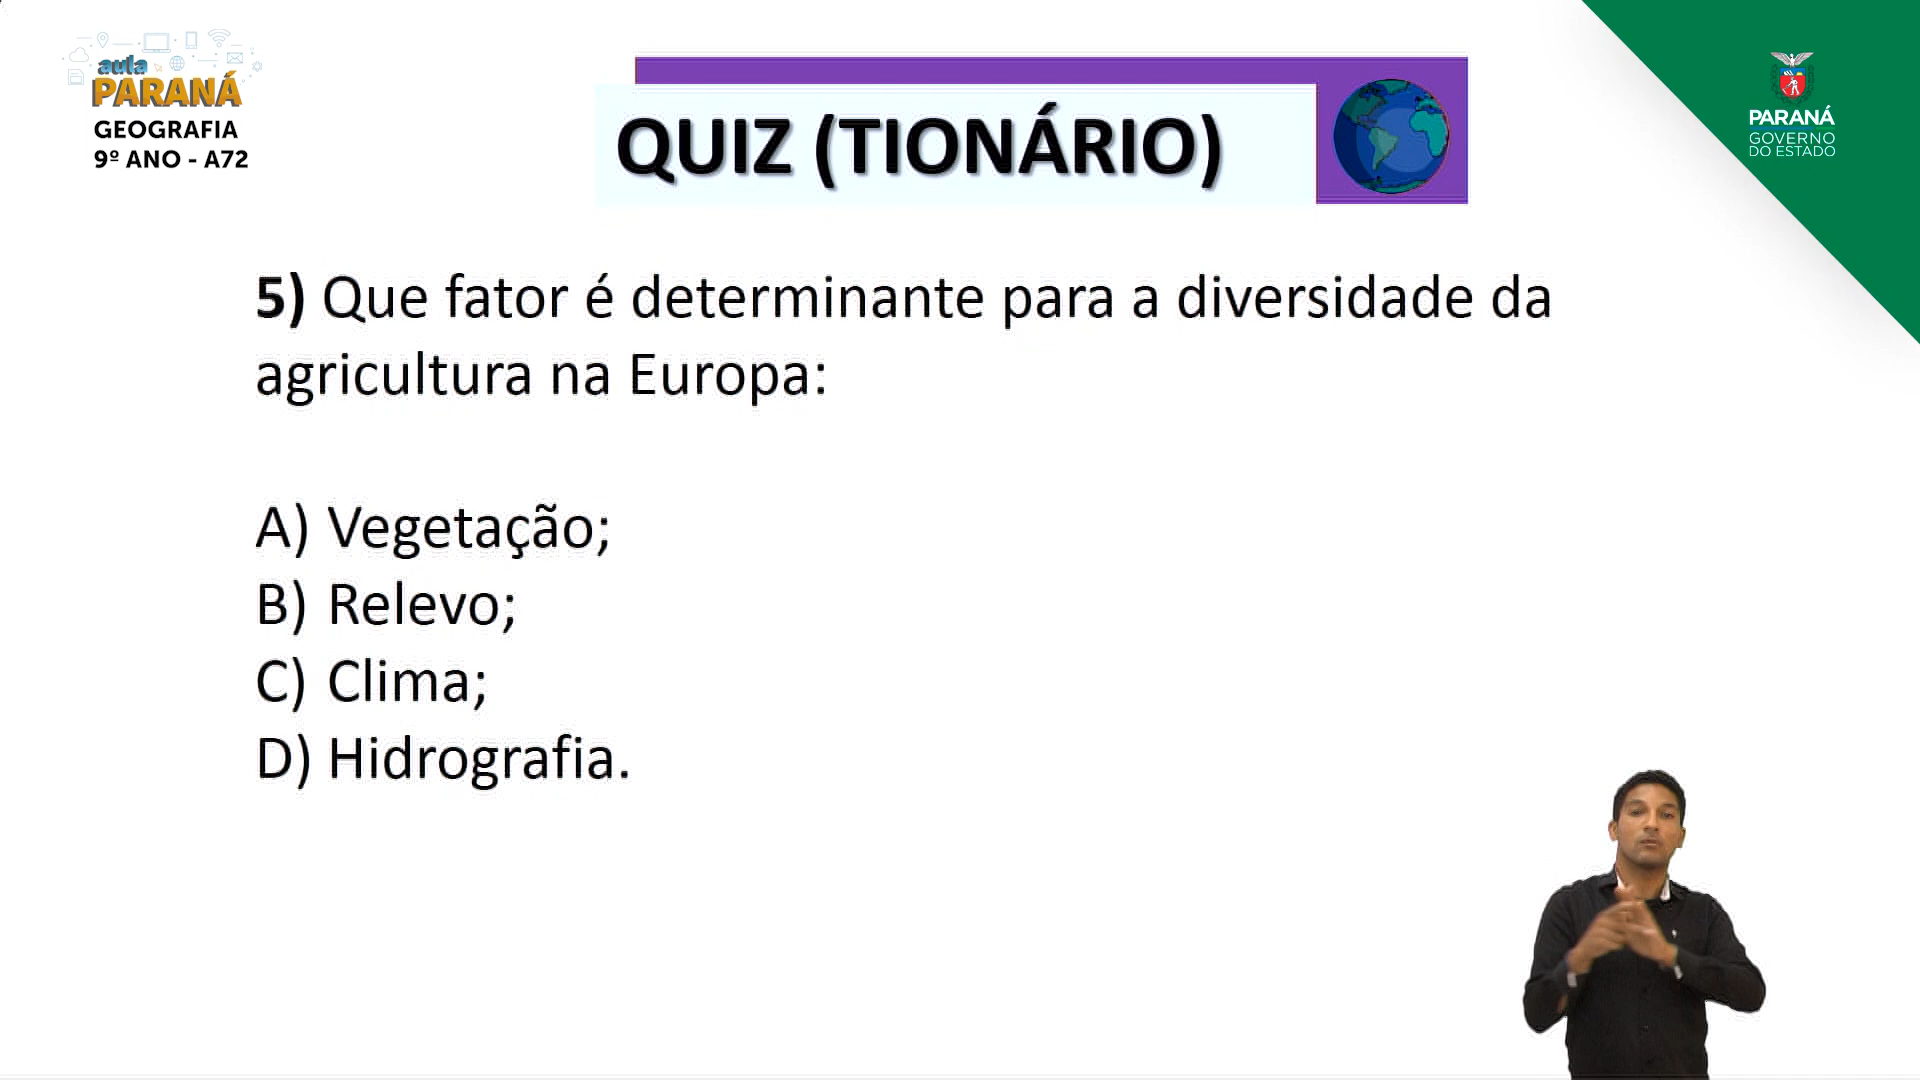 aula
PARANÁ
GEOGRAFIA
9º ANO - A72
QUIZ (TIONÁRIO)
PARANÁ
GOVERNO
DO ESTADO
5) Que fator é determinante para a diversidade da
agricultura na Europa:
A) Vegetação;
B) Relevo;
C) Clima;
D) Hidrografia.